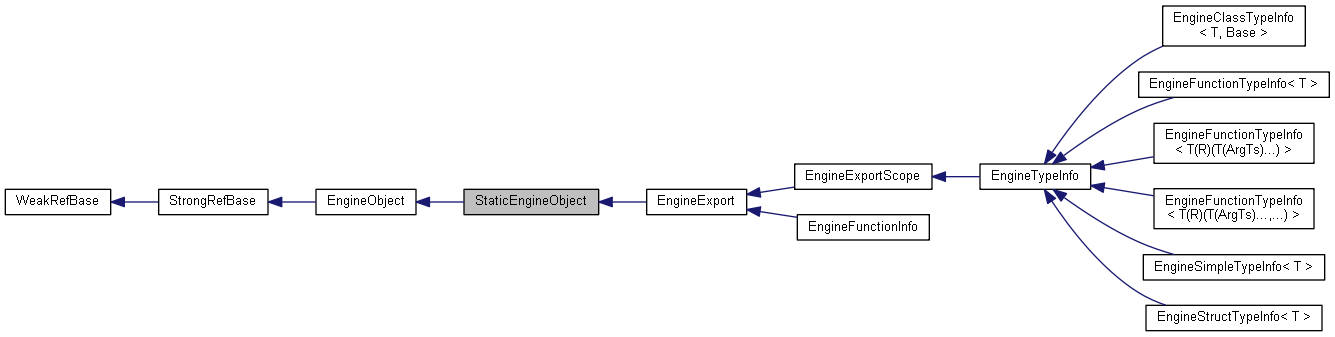 EngineClassTypeInfo
< T, Base >
EngineFunctionTypeInfo< T >
EngineFunctionTypeInfo
< T(R)(T(ArgTs)...) >
EngineExportScope
EngineTypeInfo
WeakRefBase
StrongRefBase
EngineObject
StaticEngineObject
EngineExport
EngineFunctionTypeInfo
< T(R)(T(ArgTs)...,...) >
EngineFunctionInfo
EngineSimpleTypeInfo< T >
EngineStructTypeInfo< T >